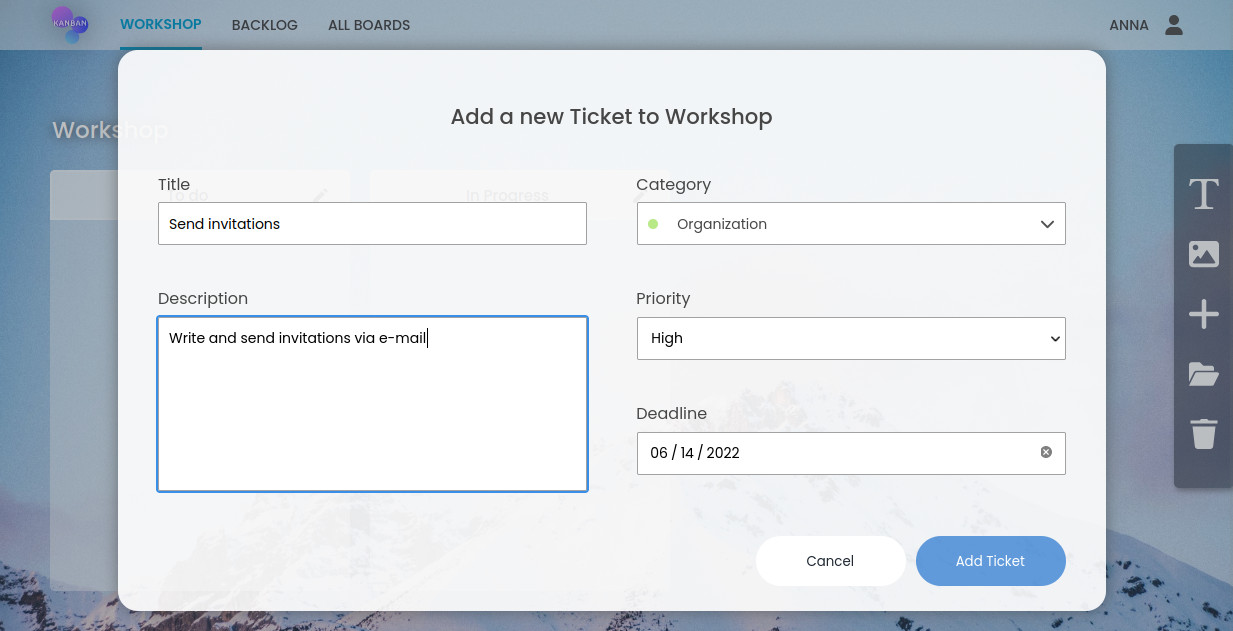 KANBAN
WORKSHOP
BACKLOG
ALL BOARDS
ANNA
Workshop
To do
In Progress
Add a new Ticket to Workshop
Title
Send invitations
Category
Organization
Description
Write and send invitations via e-mail
Priority
High
Deadline
06 / 14 / 2022
Cancel
Add Ticket
T